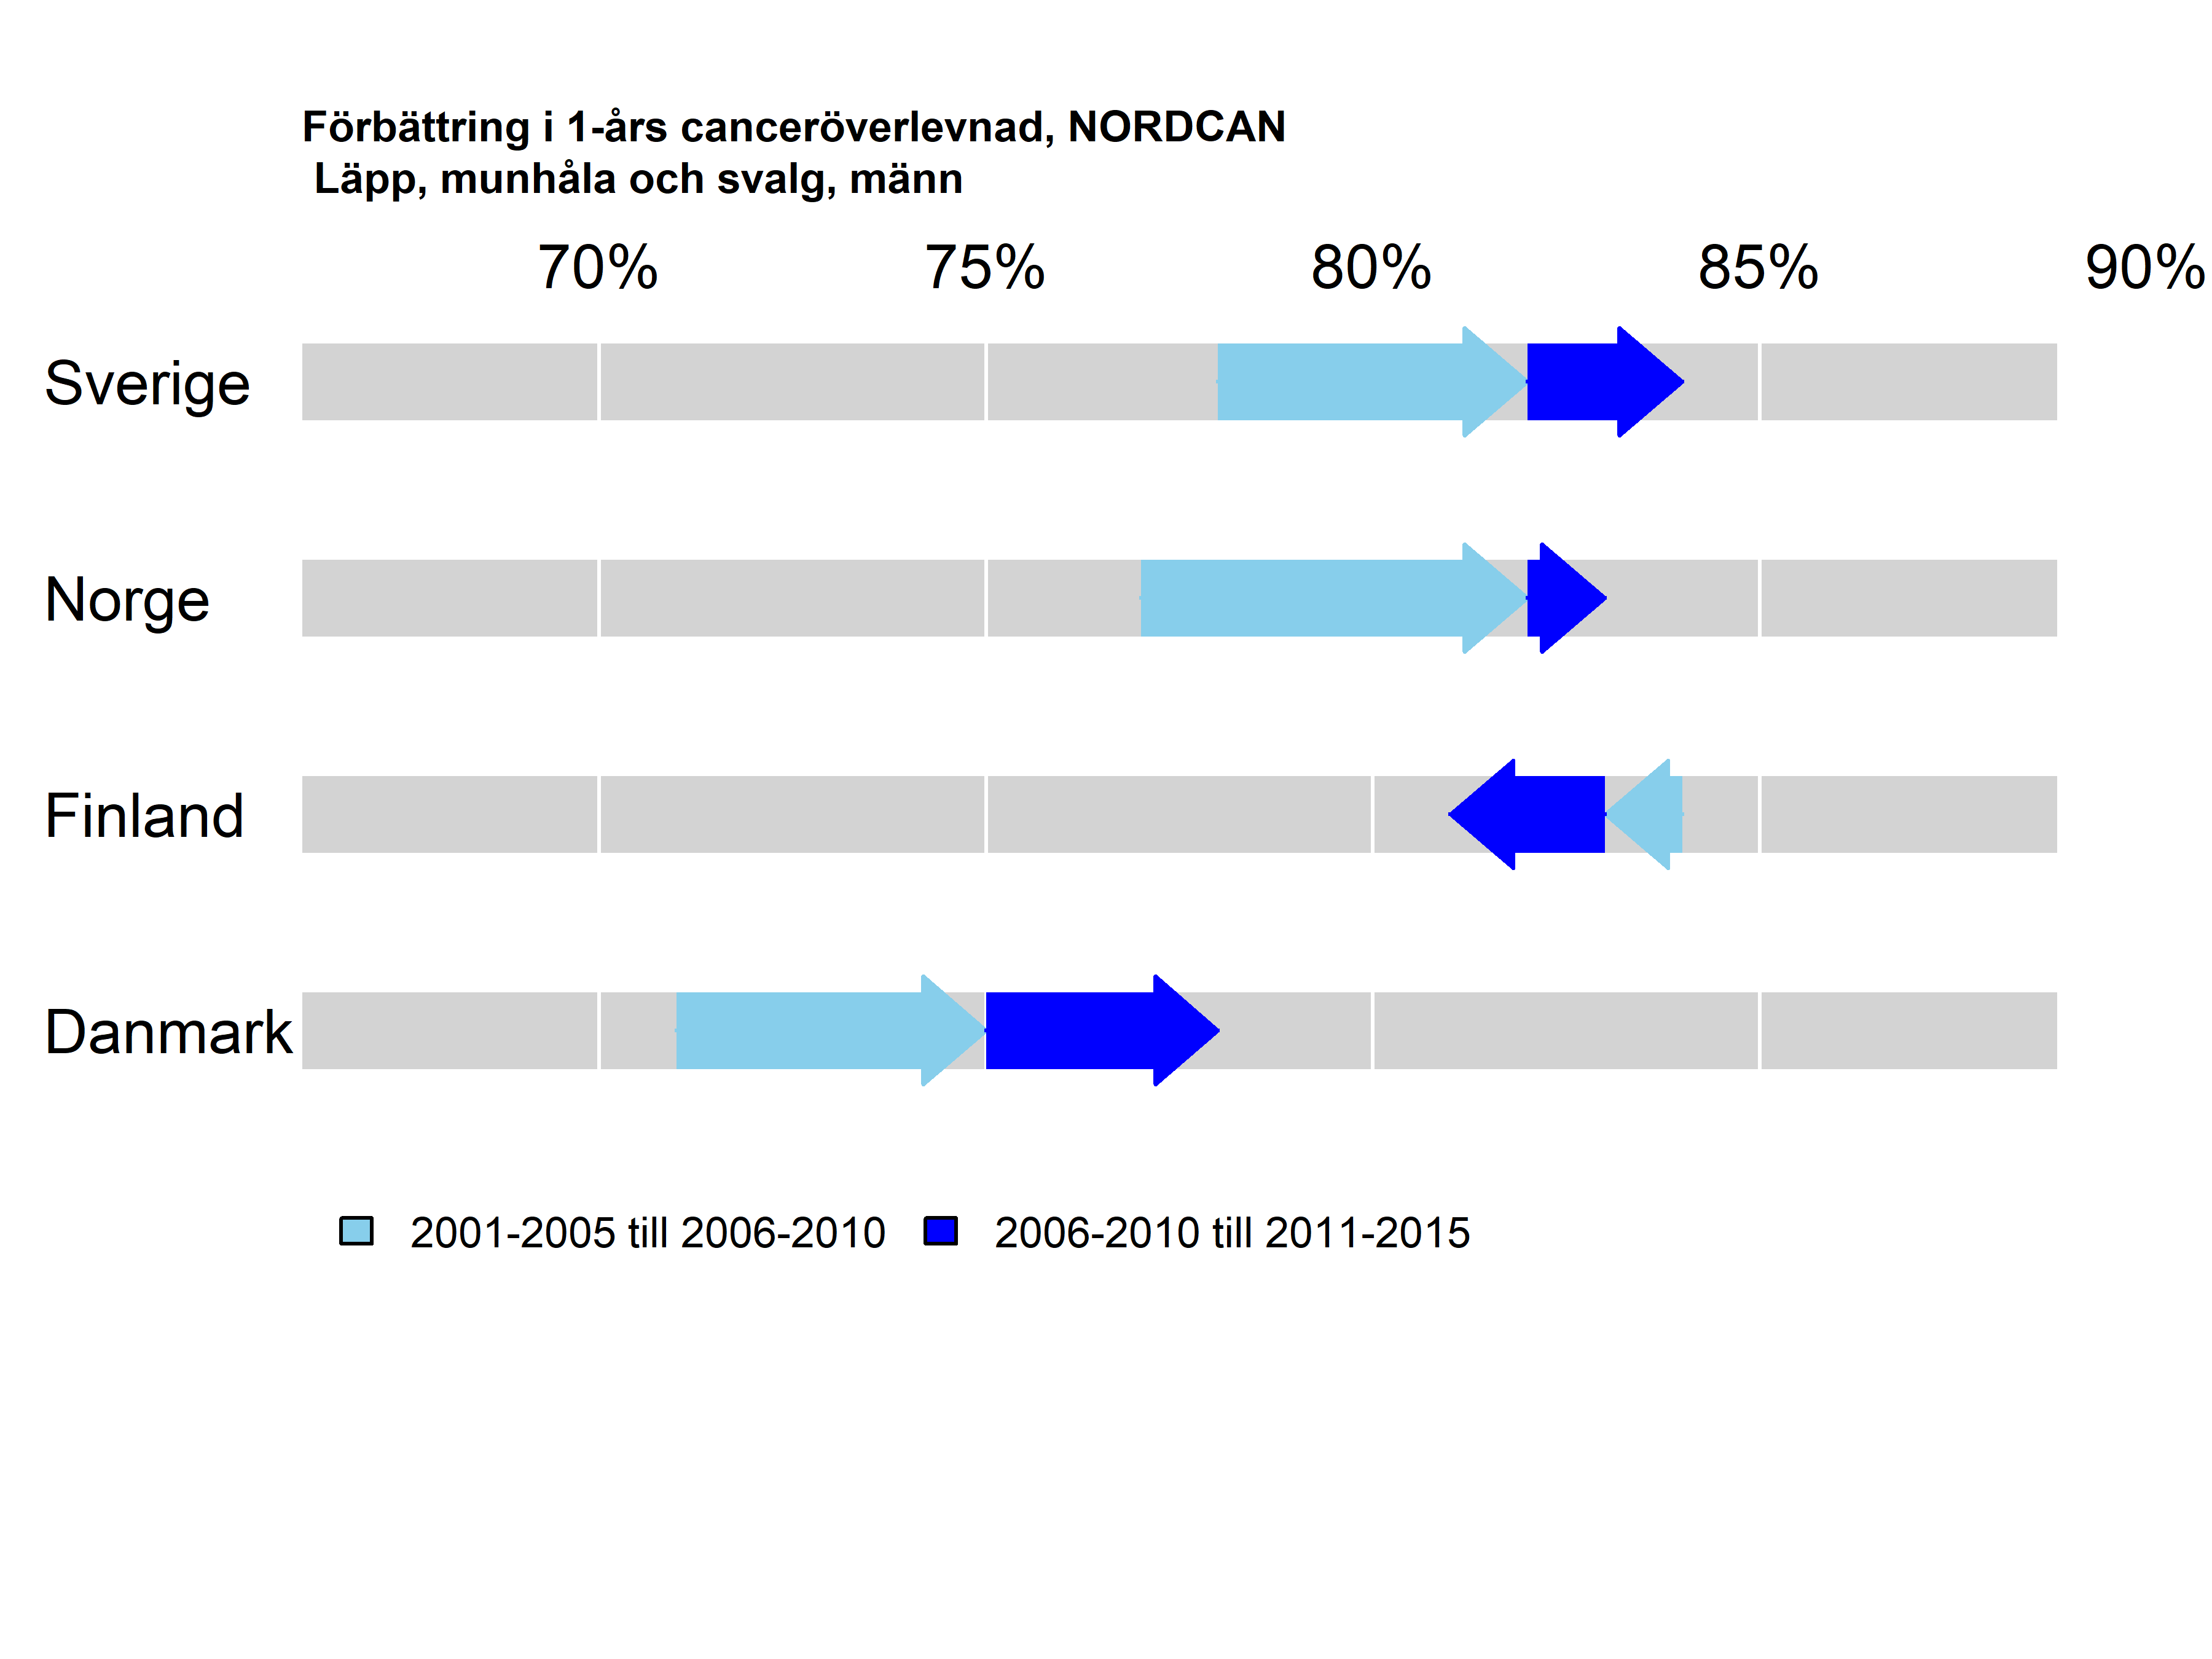 Förbättring i 1-års canceröverlevnad, NORDCAN
Läpp, munhåla och svalg, männ
70% 75% 80% 85% 90%
Sverige
Norge
Finland
Danmark
2001-2005 till 2006-2010 2006-2010 till 2011-2015